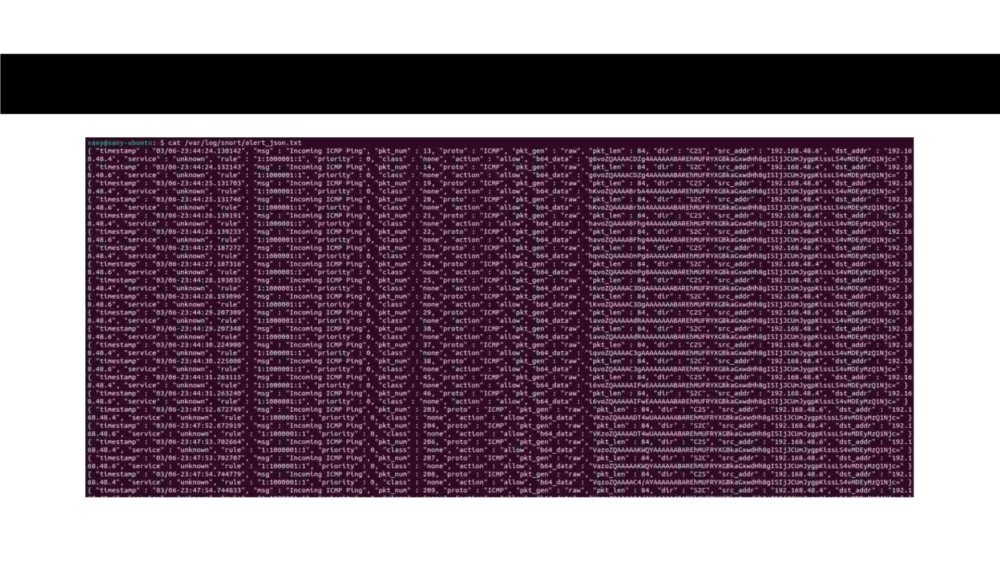 sany@sany-ubuntu: $ cat /var/log/snort/alert_json.txt
{ "timestamp" : "03/06-23:44:24.130142", "msg" : "Incoming ICMP Ping", "pkt_num" : 13, "proto" : "ICMP", "pkt_gen" : "raw", "pkt_len" : 84, "dir" : "C2S", "src_addr" : "192.168.48.6", "dst_addr" : "192.16
8.48.4", "service" : "unknown", "rule" : "1:1000001:1", "priority" : 0, "class" : "none", "action" : "allow", "b64_data" :
{ "timestamp" : "03/06-23:44:24.132143", "msg" : "Incoming ICMP Ping", "pkt_num" : 14, "proto" : "ICMP", "pkt_gen" : "raw", "pkt_len" : 84, "dir" : "S2C", "src_addr" : "192.168.48.4", "dst_addr" : "192.16
8.48.6", "service" : "unknown", "rule" : "1:1000001:1", "priority" : 0, "class" : "none", "action" : "allow", "b64_data" :
{ "timestamp" : "03/06-23:44:25.131703", "msg" : "Incoming ICMP Ping", "pkt_num" : 19, "proto" : "ICMP", "pkt_gen" : "raw", "pkt_len" : 84, "dir" : "C2S", "src_addr" : "192.168.48.6", "dst_addr" : "192.16
8.48.4", "service" : "unknown", "rule" : "1:1000001:1", "priority" : 0, "class" : "none", "action" : "allow", "b64_data" :
{ "timestamp" : "03/06-23:44:25.131746", "msg" : "Incoming ICMP Ping", "pkt_num" : 20, "proto" : "ICMP", "pkt_gen" : "raw", "pkt_len" : 84, "dir" : "S2C", "src_addr" : "192.168.48.4", "dst_addr" : "192.16
8.48.6", "service" : "unknown", "rule" : "1:1000001:1", "priority" : 0, "class" : "none", "action" : "allow", "b64_data" :
{ "timestamp" : "03/06-23:44:26.139191", "msg" : "Incoming ICMP Ping", "pkt_num" : 21, "proto" : "ICMP", "pkt_gen" : "raw", "pkt_len" : 84, "dir" : "C2S", "src_addr" : "192.168.48.6", "dst_addr" : "192.16
8.48.4", "service" : "unknown", "rule" : "1:1000001:1", "priority" : 0, "class" : "none", "action" : "allow", "b64_data" :
{ "timestamp" : "03/06-23:44:26.139233", "msg" : "Incoming ICMP Ping", "pkt_num" : 22, "proto" : "ICMP", "pkt_gen" : "raw", "pkt_len" : 84, "dir" : "S2C", "src_addr" : "192.168.48.4", "dst_addr" : "192.16
8.48.6", "service" : "unknown", "rule" : "1:1000001:1", "priority" : 0, "class" : "none", "action" : "allow", "b64_data" :
{ "timestamp" : "03/06-23:44:27.187272", "msg" : "Incoming ICMP Ping", "pkt_num" : 23, "proto" : "ICMP", "pkt_gen" : "raw", "pkt_len" : 84, "dir" : "C2S", "src_addr" : "192.168.48.6", "dst_addr" : "192.16
8.48.4", "service" : "unknown", "rule" : "1:1000001:1", "priority" : 0, "class" : "none", "action" : "allow", "b64_data" :
{ "timestamp" : "03/06-23:44:27.187316", "msg" : "Incoming ICMP Ping", "pkt_num" : 24, "proto" : "ICMP", "pkt_gen" : "raw", "pkt_len" : 84, "dir" : "S2C", "src_addr" : "192.168.48.4", "dst_addr" : "192.16
8.48.6", "service" : "unknown", "rule" : "1:1000001:1", "priority" : 0, "class" : "none", "action" : "allow", "b64_data" :
{ "timestamp" : "03/06-23:44:28.193035", "msg" : "Incoming ICMP Ping", "pkt_num" : 25, "proto" : "ICMP", "pkt_gen" : "raw", "pkt_len" : 84, "dir" : "C2S", "src_addr" : "192.168.48.6", "dst_addr" : "192.16
8.48.4", "service" : "unknown", "rule" : "1:1000001:1", "priority" : 0, "class" : "none", "action" : "allow", "b64_data" :
{ "timestamp" : "03/06-23:44:28.193096", "msg" : "Incoming ICMP Ping", "pkt_num" : 26, "proto" : "ICMP", "pkt_gen" : "raw", "pkt_len" : 84, "dir" : "S2C", "src_addr" : "192.168.48.4", "dst_addr" : "192.16
8.48.6", "service" : "unknown", "rule" : "1:1000001:1", "priority" : 0, "class" : "none", "action" : "allow", "b64_data" :
{ "timestamp" : "03/06-23:44:29.207309", "msg" : "Incoming ICMP Ping", "pkt_num" : 29, "proto" : "ICMP", "pkt_gen" : "raw", "pkt_len" : 84, "dir" : "C2S", "src_addr" : "192.168.48.6", "dst_addr" : "192.16
8.48.4", "service" : "unknown", "rule" : "1:1000001:1", "priority" : 0, "class" : "none", "action" : "allow", "b64_data" :
{ "timestamp" : "03/06-23:44:29.207348", "msg" : "Incoming ICMP Ping", "pkt_num" : 30, "proto" : "ICMP", "pkt_gen" : "raw", "pkt_len" : 84, "dir" : "S2C", "src_addr" : "192.168.48.4", "dst_addr" : "192.16
8.48.6", "service" : "unknown", "rule" : "1:1000001:1", "priority" : 0, "class" : "none", "action" : "allow", "b64_data" :
{ "timestamp" : "03/06-23:44:30.224900", "msg" : "Incoming ICMP Ping", "pkt_num" : 37, "proto" : "ICMP", "pkt_gen" : "raw", "pkt_len" : 84, "dir" : "C2S", "src_addr" : "192.168.48.6", "dst_addr" : "192.16
8.48.4", "service" : "unknown", "rule" : "1:1000001:1", "priority" : 0, "class" : "none", "action" : "allow", "b64_data" :
{ "timestamp" : "03/06-23:44:30.225008", "msg" : "Incoming ICMP Ping", "pkt_num" : 38, "proto" : "ICMP", "pkt_gen" : "raw", "pkt_len" : 84, "dir" : "S2C", "src_addr" : "192.168.48.4", "dst_addr" : "192.16
8.48.6", "service" : "unknown", "rule" : "1:1000001:1", "priority" : 0, "class" : "none", "action" : "allow", "b64_data" :
{ "timestamp" : "03/06-23:44:31.263115", "msg" : "Incoming ICMP Ping", "pkt_num" : 45, "proto" : "ICMP", "pkt_gen" : "raw", "pkt_len" : 84, "dir" : "C2S", "src_addr" : "192.168.48.6", "dst_addr" : "192.16
8.48.4", "service" : "unknown", "rule" : "1:1000001:1", "priority" : 0, "class" : "none", "action" : "allow", "b64_data" :
{ "timestamp" : "03/06-23:44:31.263240", "msg" : "Incoming ICMP Ping", "pkt_num" : 46, "proto" : "ICMP", "pkt_gen" : "raw", "pkt_len" : 84, "dir" : "S2C", "src_addr" : "192.168.48.4", "dst_addr" : "192.16
8.48.6", "service" : "unknown", "rule" : "1:1000001:1", "priority" : 0, "class" : "none", "action" : "allow", "b64_data" :
{ "timestamp" : "03/06-23:47:52.672749", "msg" : "Incoming ICMP Ping", "pkt_num" : 203, "proto" : "ICMP", "pkt_gen" : "raw", "pkt_len" : 84, "dir" : "C2S", "src_addr" : "192.168.48.6", "dst_addr" : "192.1
68.48.4", "service" : "unknown", "rule" : "1:1000001:1", "priority" : 0, "class" : "none", "action" : "allow", "b64_data" :
{ "timestamp" : "03/06-23:47:52.672919", "msg" : "Incoming ICMP Ping", "pkt_num" : 204, "proto" : "ICMP", "pkt_gen" : "raw", "pkt_len" : 84, "dir" : "S2C", "src_addr" : "192.168.48.4", "dst_addr" : "192.1
68.48.6", "service" : "unknown", "rule" : "1:1000001:1", "priority" : 0, "class" : "none", "action" : "allow", "b64_data" :
{ "timestamp" : "03/06-23:47:53.702664", "msg" : "Incoming ICMP Ping", "pkt_num" : 206, "proto" : "ICMP", "pkt_gen" : "raw", "pkt_len" : 84, "dir" : "C2S", "src_addr" : "192.168.48.6", "dst_addr" : "192.1
68.48.4", "service" : "unknown", "rule" : "1:1000001:1", "priority" : 0, "class" : "none", "action" : "allow", "b64_data" :
{ "timestamp" : "03/06-23:47:53.702707", "msg" : "Incoming ICMP Ping", "pkt_num" : 207, "proto" : "ICMP", "pkt_gen" : "raw", "pkt_len" : 84, "dir" : "S2C", "src_addr" : "192.168.48.4", "dst_addr" : "192.1
68.48.6", "service" : "unknown", "rule" : "1:1000001:1", "priority" : 0, "class" : "none", "action" : "allow", "b64_data" :
{ "timestamp" : "03/06-23:47:54.744779", "msg" : "Incoming ICMP Ping", "pkt_num" : 208, "proto" : "ICMP", "pkt_gen" : "raw", "pkt_len" : 84, "dir" : "C2S", "src_addr" : "192.168.48.6", "dst_addr" : "192.1
68.48.4", "service" : "unknown", "rule" : "1:1000001:1", "priority" : 0, "class" : "none", "action" : "allow", "b64_data" :
{ "timestamp" : "03/06-23:47:54.744833", "msg" : "Incoming ICMP Ping", "pkt_num" : 209, "proto" : "ICMP", "pkt_gen" : "raw", "pkt_len" : 84, "dir" : "S2C", "src_addr" : "192.168.48.4", "dst_addr" : "192.1